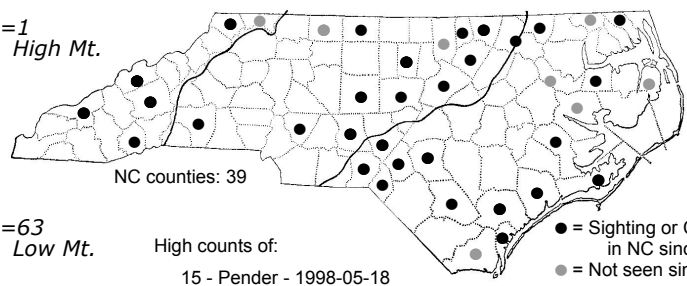 =1
High Mt.
NC counties: 39
=63
Low Mt.
High counts of:
15 - Pender - 1998-05-18
= Sighting or
in NC sinc
= Not seen sin